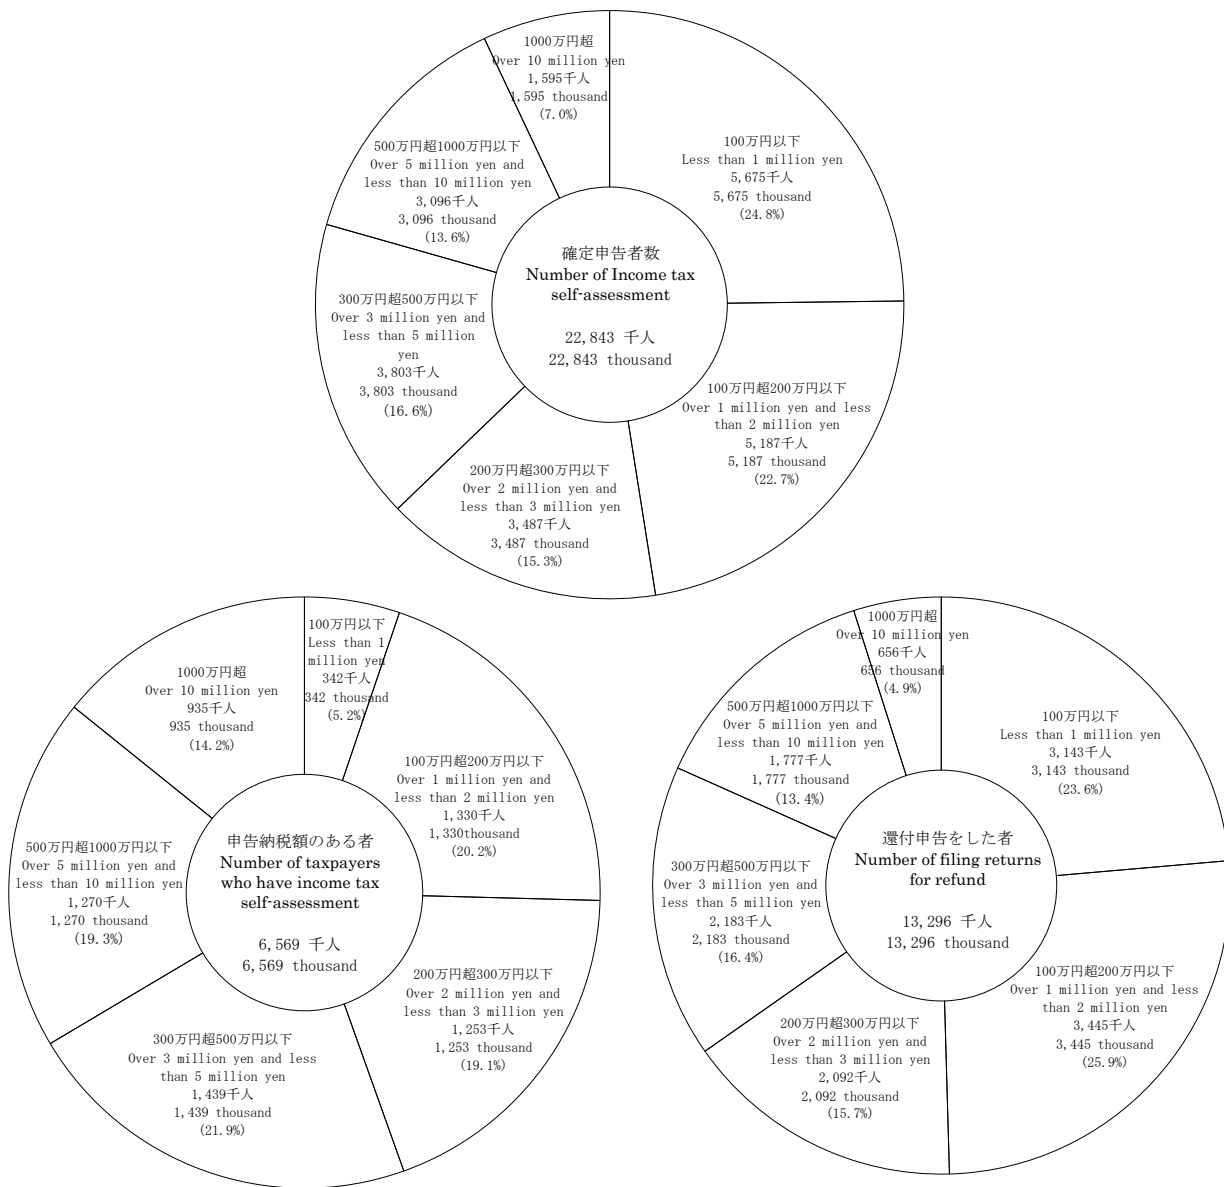 1000万円超
Over 10 million yen
1,595千人
1,595 thousand
(7.0%)
100万円以下
Less than 1 million yen
5,675千人
5,675 thousand
(24.8%)
500万円超1000万円以下
Over 5 million yen and
less than 10 million yen
3,096千人
3,096 thousand
(13.6%)
確定申告者数
Number of Income tax
self-assessment
22,843 千人
22,843 thousand
300万円超500万円以下
Over 3 million yen and
less than 5 million
yen
3,803千人
3,803 thousand
(16.6%)
100万円超200万円以下
Over 1 million yen and less
than 2 million yen
5,187千人
5,187 thousand
(22.7%)
200万円超300万円以下
Over 2 million yen and
less than 3 million yen
3,487千人
3,487 thousand
(15.3%)
100万円以下
Less than 1
million yen
342千人
342 thousand
(5.2%)
1000万円超
Over 10 million yen
935千人
935 thousand
(14.2%)
100万円超200万円以下
Over 1 million yen and
less than 2 million yen
1,330千人
1,330thousand
(20.2%)
申告納税額のある者
Number of taxpayers
who have income tax
self-assessment
6,569 千人
6,569 thousand
500万円超1000万円以下
Over 5 million yen and
less than 10 million yen
1,270千人
1,270 thousand
(19.3%)
200万円超300万円以下
Over 2 million yen and
less than 3 million yen
1,253千人
1,253 thousand
(19.1%)
300万円超500万円以下
Over 3 million yen and less
than 5 million yen
1,439千人
1,439 thousand
(21.9%)
1000万円超
Over 10 million yen
656千人
656 thousand
(4.9%)
500万円超1000万円以下
Over 5 million yen and
less than 10 million yen
1,777千人
1,777 thousand
(13.4%)
100万円以下
Less than 1 million yen
3,143千人
3,143 thousand
(23.6%)
還付申告をした者
Number of filing returns
for refund
13,296 千人
13,296 thousand
300万円超500万円以下
Over 3 million yen and
less than 5 million yen
2,183千人
2,183 thousand
(16.4%)
100万円超200万円以下
Over 1 million yen and less
than 2 million yen
3,445千人
3,445 thousand
(25.9%)
200万円超300万円以下
Over 2 million yen and
less than 3 million yen
2,092千人
2,092 thousand
(15.7%)